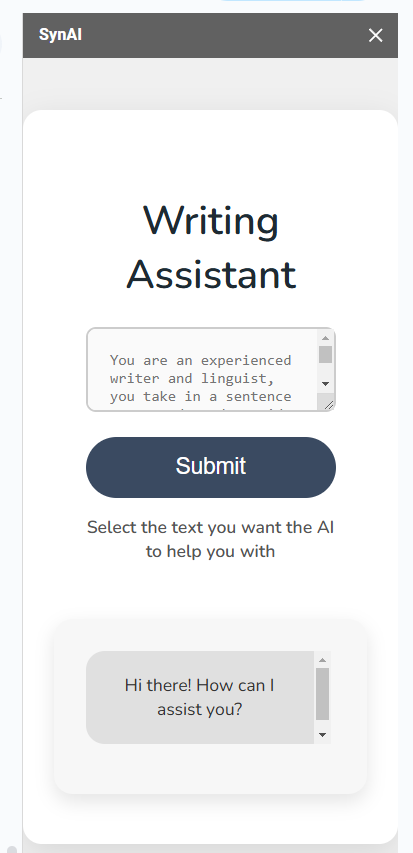 SynAI
Writing
Assistant
You are an experienced
writer and linguist,
you take in a sentence
Submit
Select the text you want the AI
to help you with
Hi there! How can I
assist you?